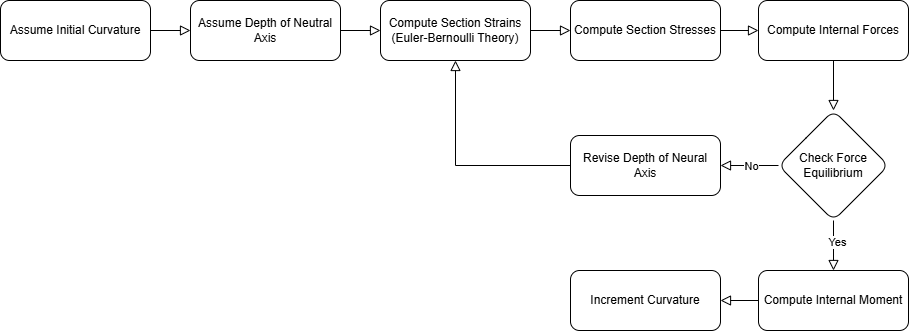 Assume Initial Curvature
Assume Depth of Neutral
Axis
Compute Section Strains
(Euler-Bernoulli Theory)
Compute Section Stresses
Compute Internal Forces
Revise Depth of Neural
Axis
No
Check Force
Equilibrium
Yes
Increment Curvature
Compute Internal Moment